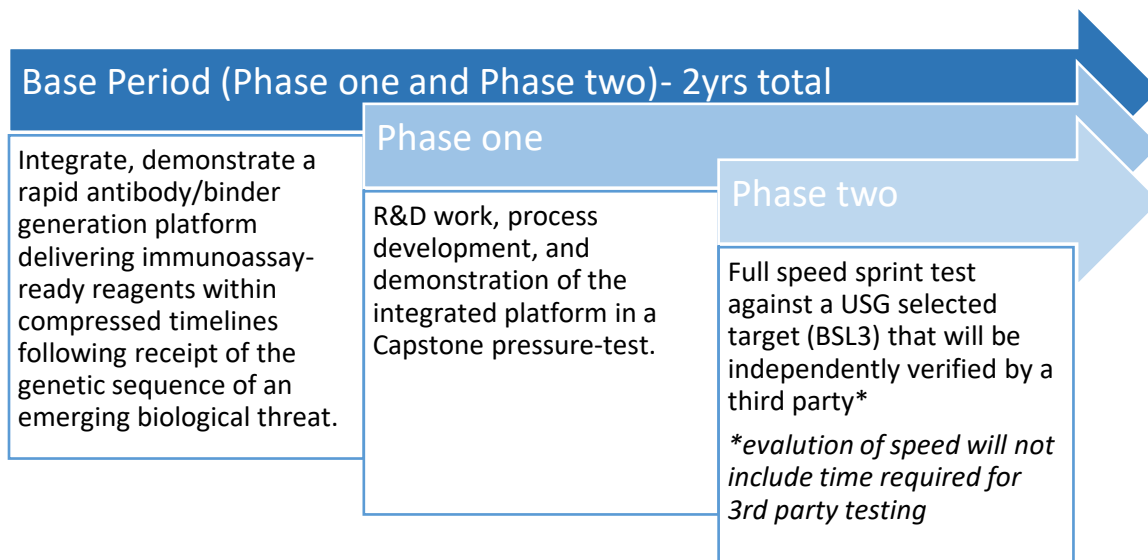 Base Period (Phase one and Phase two)- 2yrs total
Integrate, demonstrate a
rapid antibody/binder
generation platform
delivering immunoassay-
ready reagents within
compressed timelines
following receipt of the
genetic sequence of an
emerging biological threat.
Phase one
R&D work, process
development, and
demonstration of the
integrated platform in a
Capstone pressure-test.
Phase two
Full speed sprint test
against a USG selected
target (BSL3) that will be
independently verified by a
third party*
*evalution of speed will not
include time required for
3rd party testing